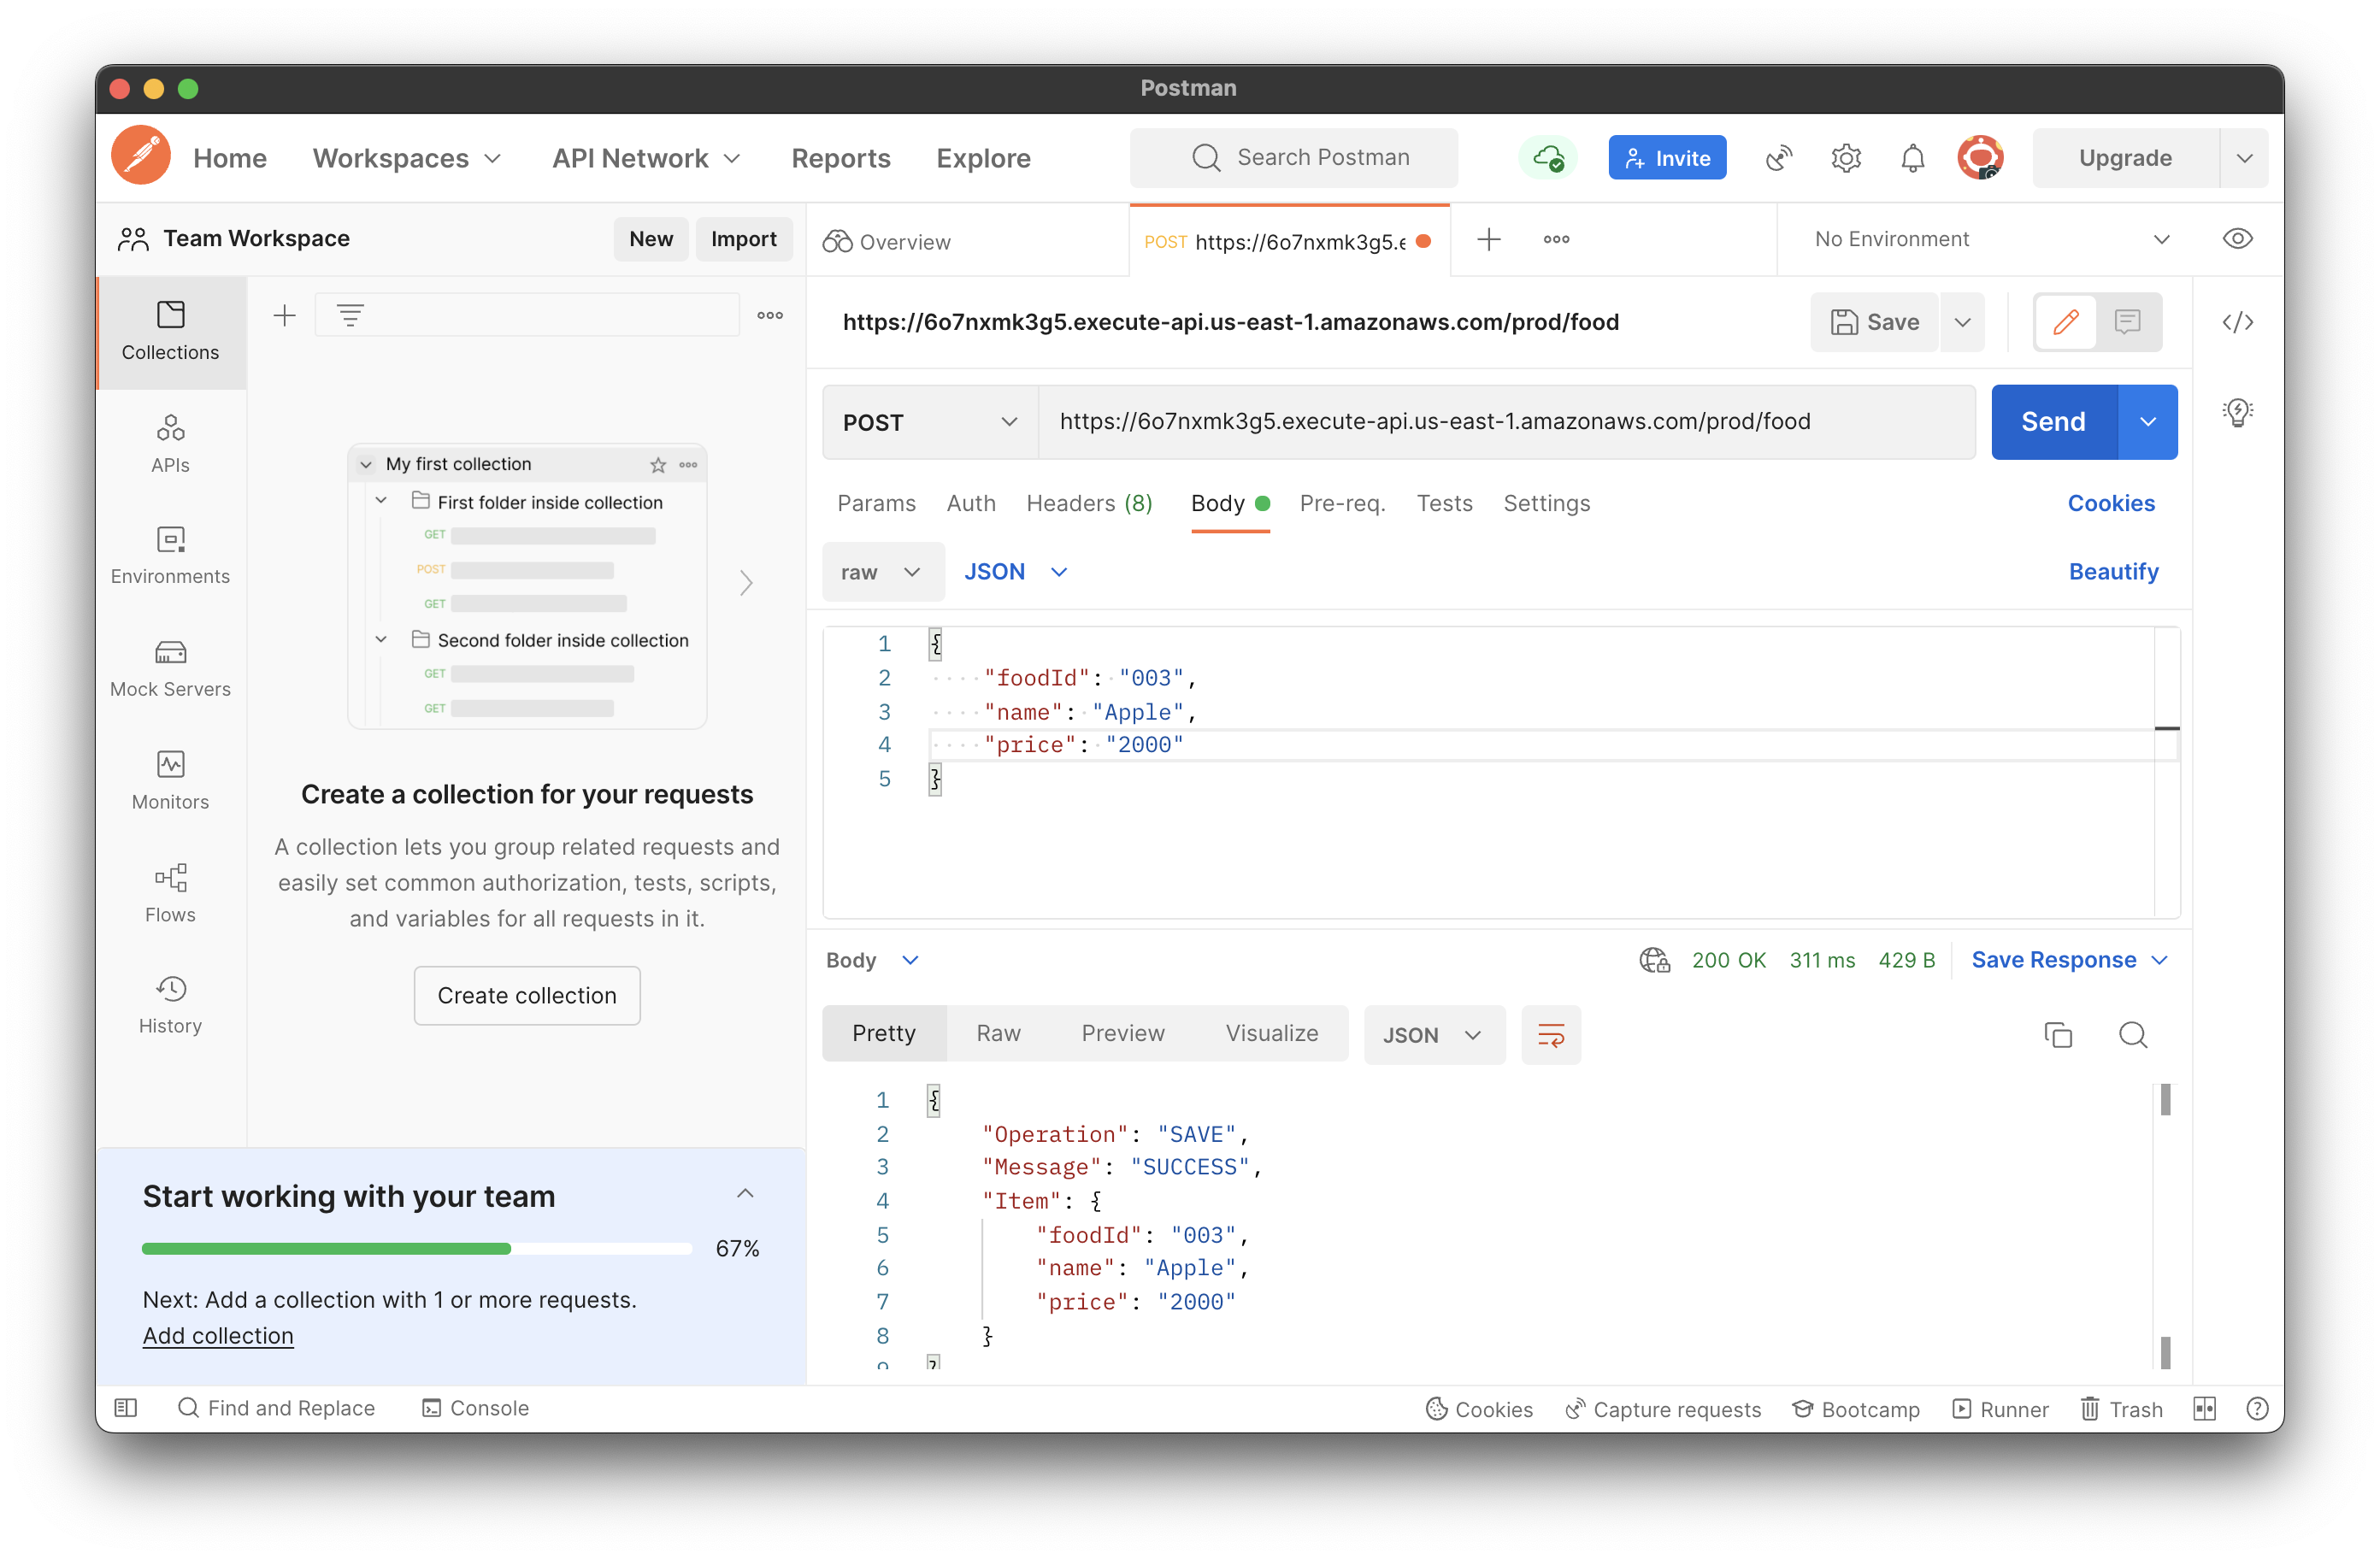 Postman
Home Workspaces API Network Reports Explore Search Postman Invite Upgrade
Team Workspace New Import Overview POST https://6o7nxmk3g5.e No Environment
Collections
APIs
Environments
Mock Servers
Monitors
Flows
History
My first collection
First folder inside collection
GET
POST
GET
Second folder inside collection
GET
GET
Create a collection for your requests
A collection lets you group related requests and
easily set common authorization, tests, scripts,
and variables for all requests in it.
Create collection
Start working with your team
67%
Next: Add a collection with 1 or more requests.
Add collection
https://6o7nxmk3g5.execute-api.us-east-1.amazonaws.com/prod/food Save
POST https://6o7nxmk3g5.execute-api.us-east-1.amazonaws.com/prod/food Send
Params Auth Headers (8) Body Pre-req. Tests Settings Cookies
raw JSON Beautify
1 {
2 "foodId": "003",
3 "name": "Apple",
4 "price": "2000"
5 }
Body 200 OK 311 ms 429 B Save Response
Pretty Raw Preview Visualize JSON
1 {
2 "Operation": "SAVE",
3 "Message": "SUCCESS",
4 "Item": {
5 "foodId": "003",
6 "name": "Apple",
7 "price": "2000"
8 }
9 }
Find and Replace Console Cookies Capture requests Bootcamp Runner Trash